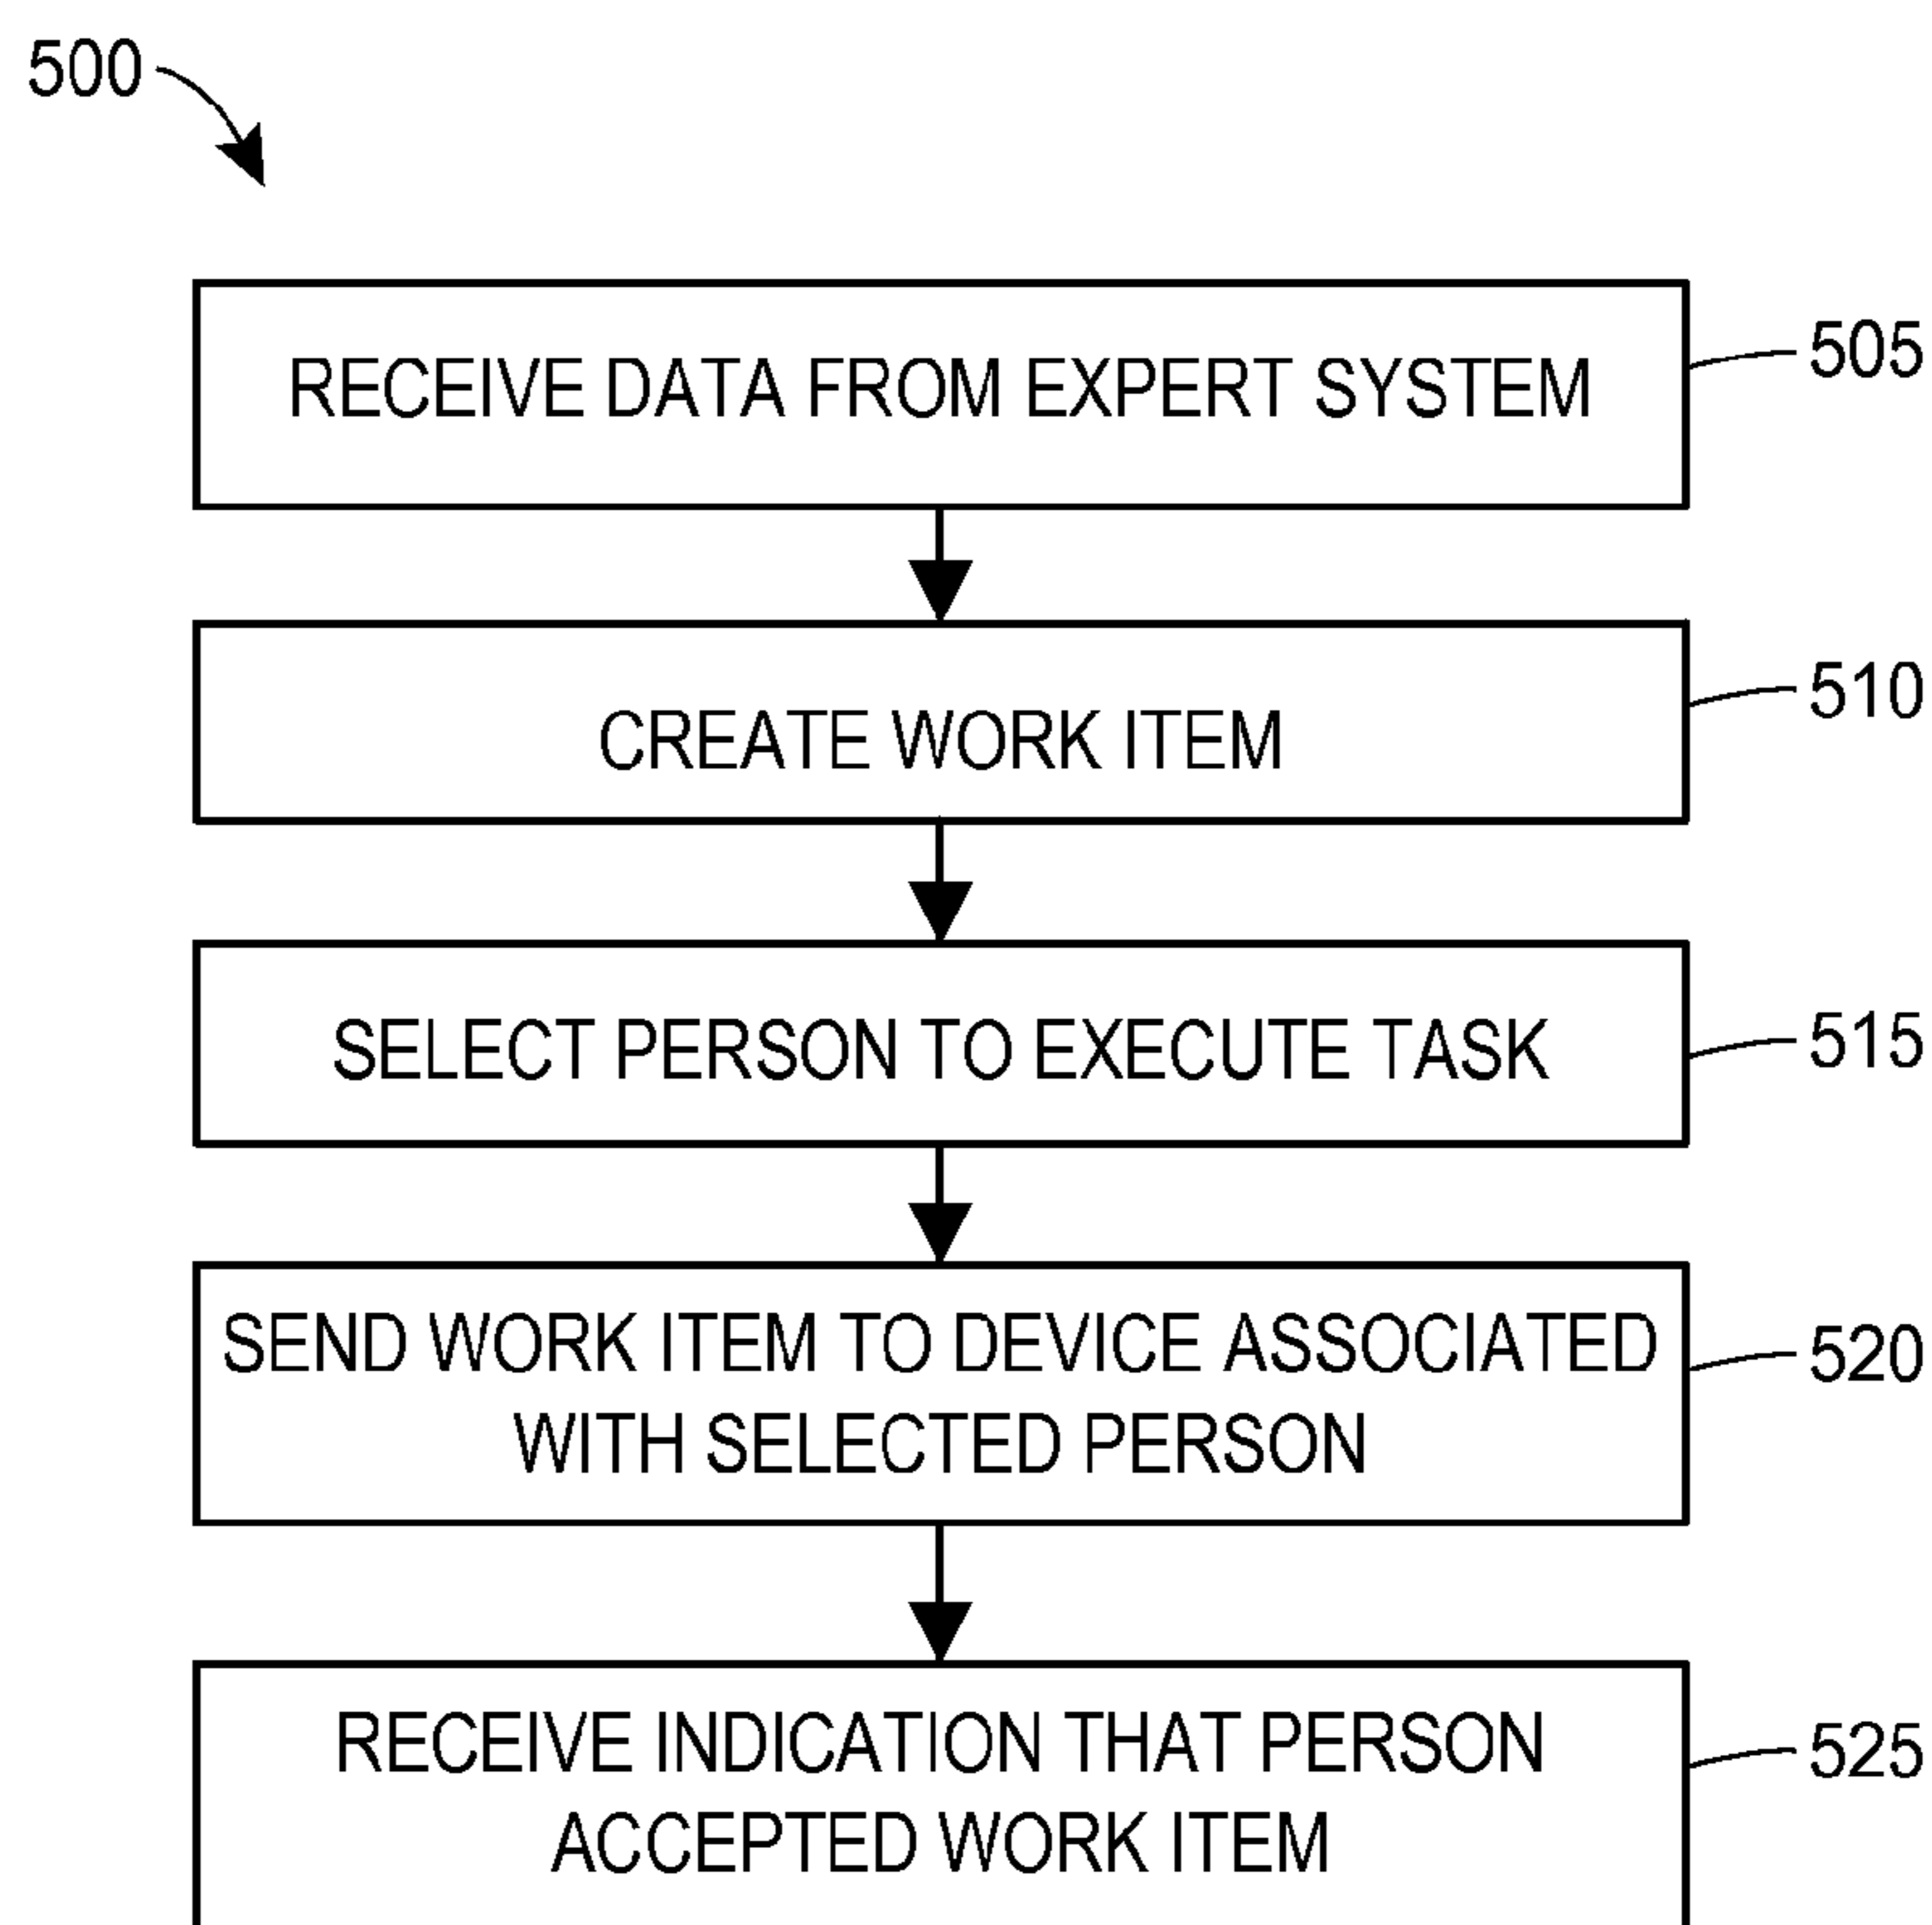 500
RECEIVE DATA FROM EXPERT SYSTEM
505
CREATE WORK ITEM
510
SELECT PERSON TO EXECUTE TASK
515
SEND WORK ITEM TO DEVICE ASSOCIATED
WITH SELECTED PERSON
520
RECEIVE INDICATION THAT PERSON
ACCEPTED WORK ITEM
525